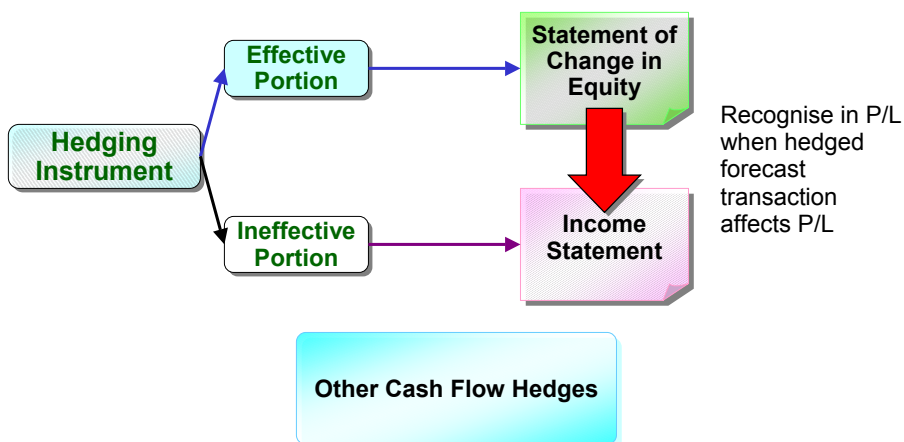 Hedging
Instrument
Effective
Portion
Ineffective
Portion
Statement of
Change in
Equity
Income
Statement
Recognise in P/L
when hedged
forecast
transaction
affects P/L
Other Cash Flow Hedges